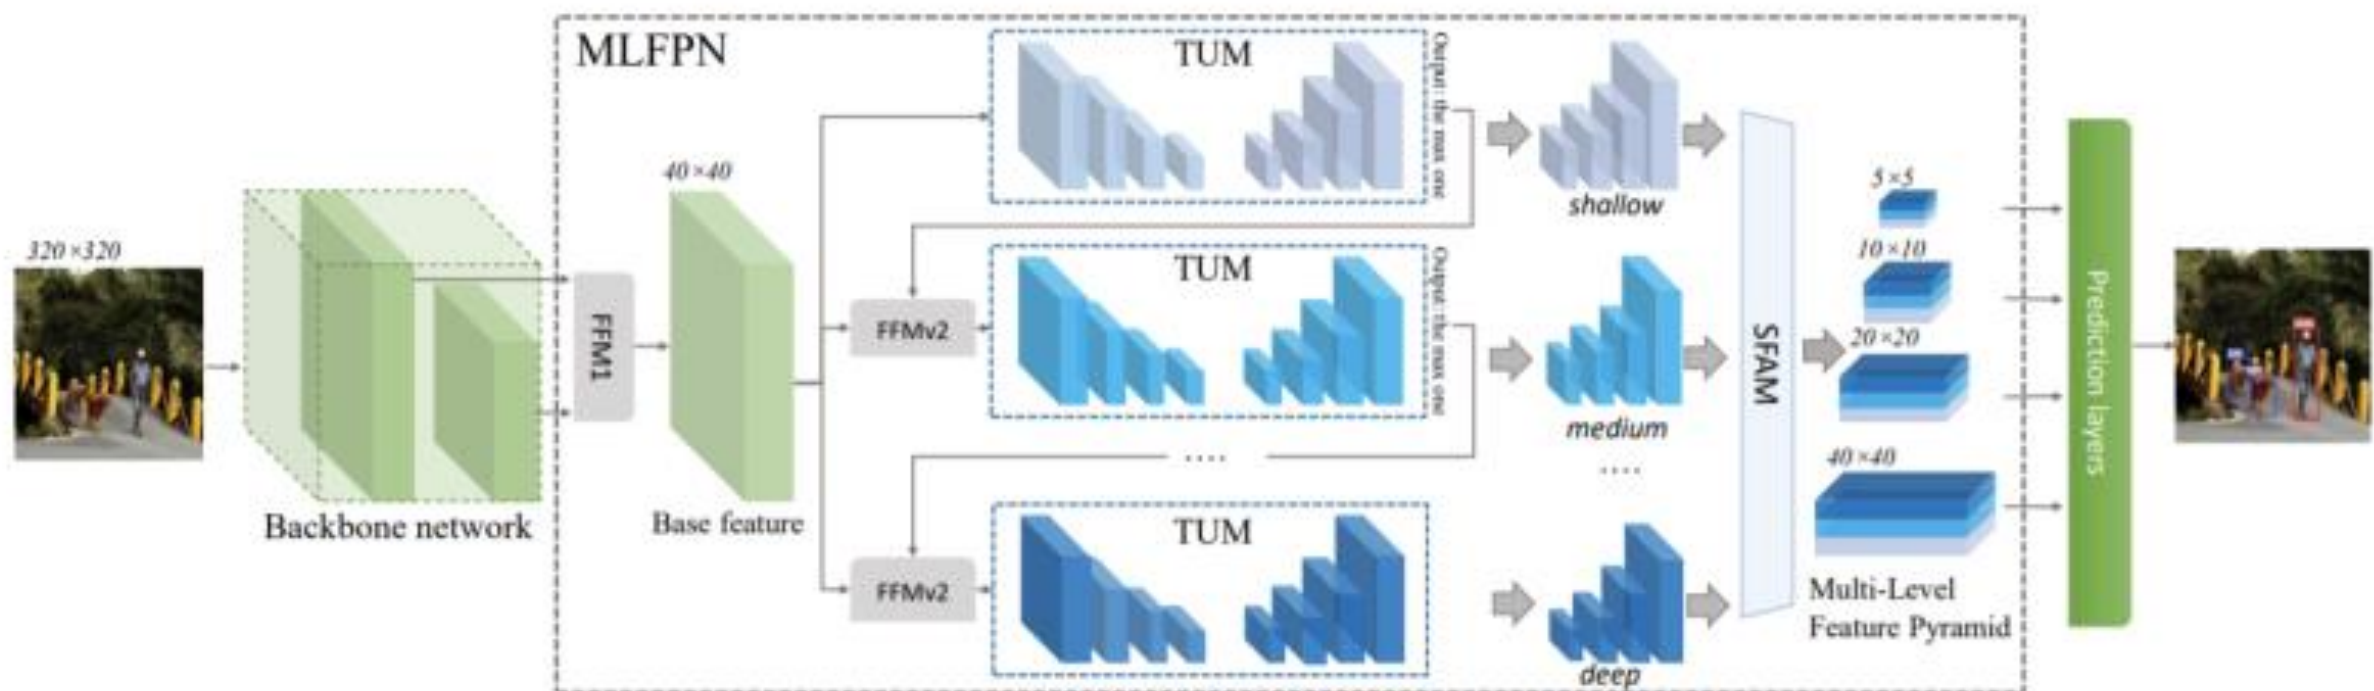 MLFPN
320×320
Backbone network
FFM1
40×40
Base feature
FFMv2
FFMv2
TUM
Output: the max one
TUM
Output: the max one
....
TUM
shallow
medium
....
deep
SFAM
5×5
10×10
20×20
40×40
Multi-Level
Feature Pyramid
Prediction layers